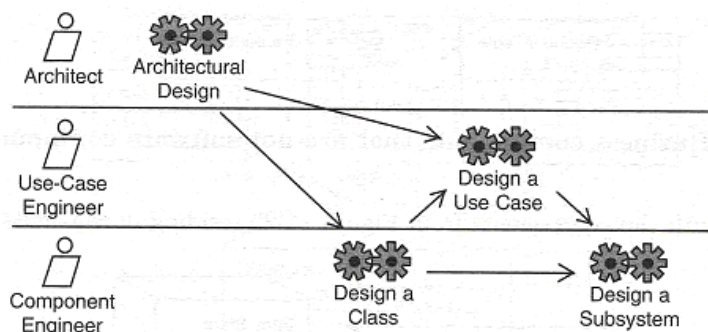 Architect
Architectural
Design
Use-Case
Engineer
Design a
Use Case
Component
Engineer
Design a
Class
Design a
Subsystem